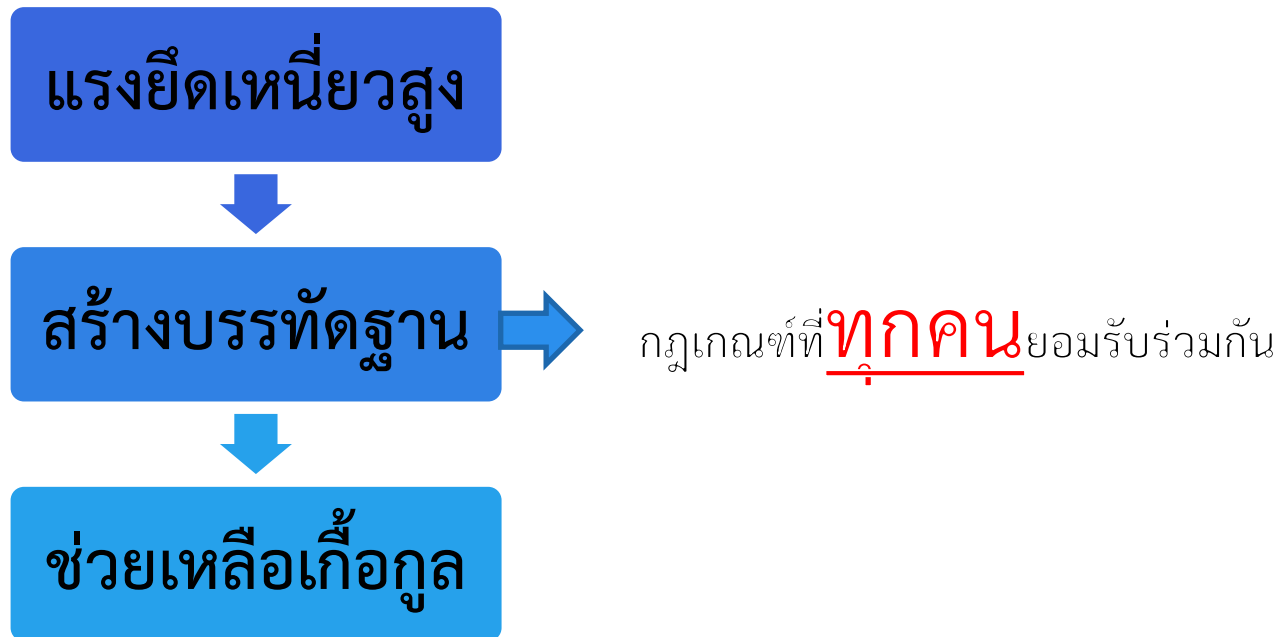 แรงยึดเหนี่ยวสูง
สร้างบรรทัดฐาน
กฎเกณฑ์ที่ทุกคนยอมรับร่วมกัน
ช่วยเหลือเกื้อกูล